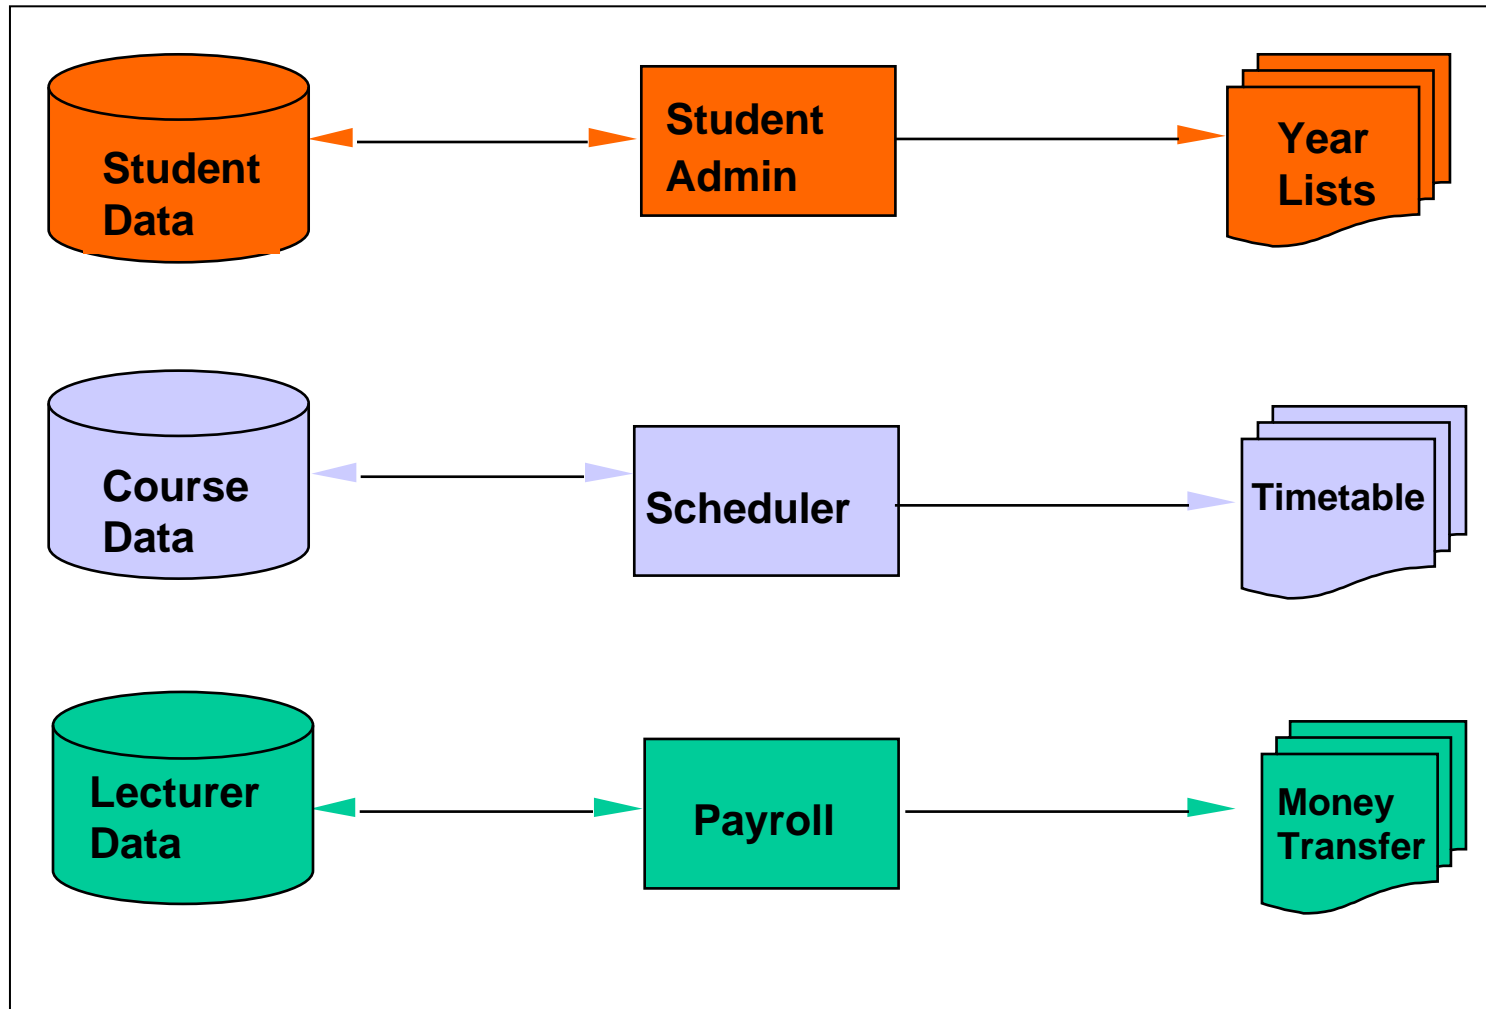 Student
Data
Student
Admin
Year
Lists
Course
Data
Scheduler
Timetable
Lecturer
Data
Payroll
Money
Transfer